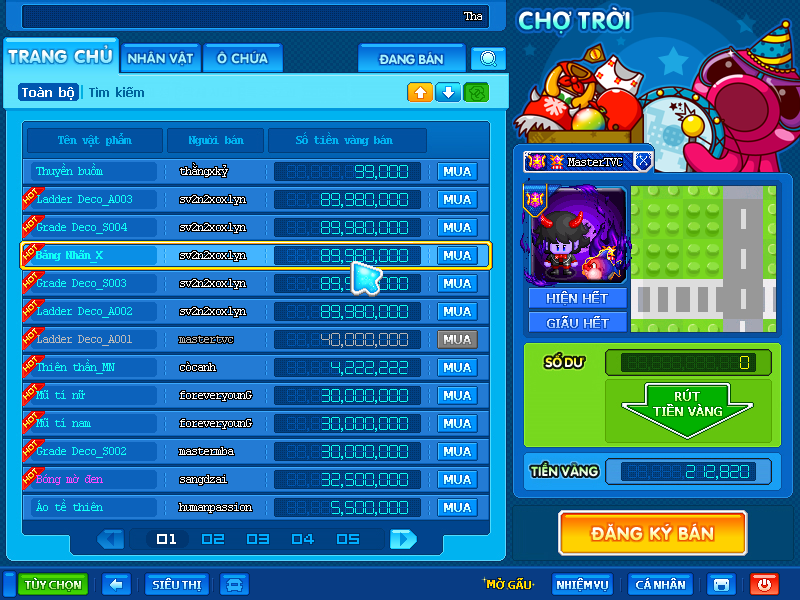 Tha
CHỢ TRỜI
TRANG CHỦ NHÂN VẬT Ô CHÚA ĐANG BÁN
Toàn bộ Tìm kiếm
Tên vật phẩm Người bán Số tiền vàng bán
HOT
Thuyền buồm thằngxkỷ 99,000 MUA
Ladder Deco_A003 sv2n2xoxlyn 89,980,000 MUA
Grade Deco_S004 sv2n2xoxlyn 89,980,000 MUA
Bảng Nhãn_X sv2n2xoxlyn 89,980,000 MUA
Grade Deco_S003 sv2n2xoxlyn MUA
Ladder Deco_A002 sv2n2xoxlyn 89,980,000 MUA
Ladder Deco_A001 mastertvc 40,000,000 MUA
Thiên thần_MN còcanh 4,222,222 MUA
Mũ tí nữ foreveryounG 30,000,000 MUA
Mũ tí nam foreveryounG 30,000,000 MUA
Grade Deco_S002 mastermba 30,000,000 MUA
Bóng mờ đen sangdzai 32,500,000 MUA
Áo tề thiên humanpassion 5,500,000 MUA
01 02 03 04 05
MasterTVC
HIỆN HẾT
GIẤU HẾT
SỐ DƯ 0
RÚT
TIỀN VÀNG
TIỀN VÀNG 212,820
ĐĂNG KÝ BÁN
TÙY CHỌN SIÊU THỊ MỞ GẤU NHIỆM VỤ CÁ NHÂN